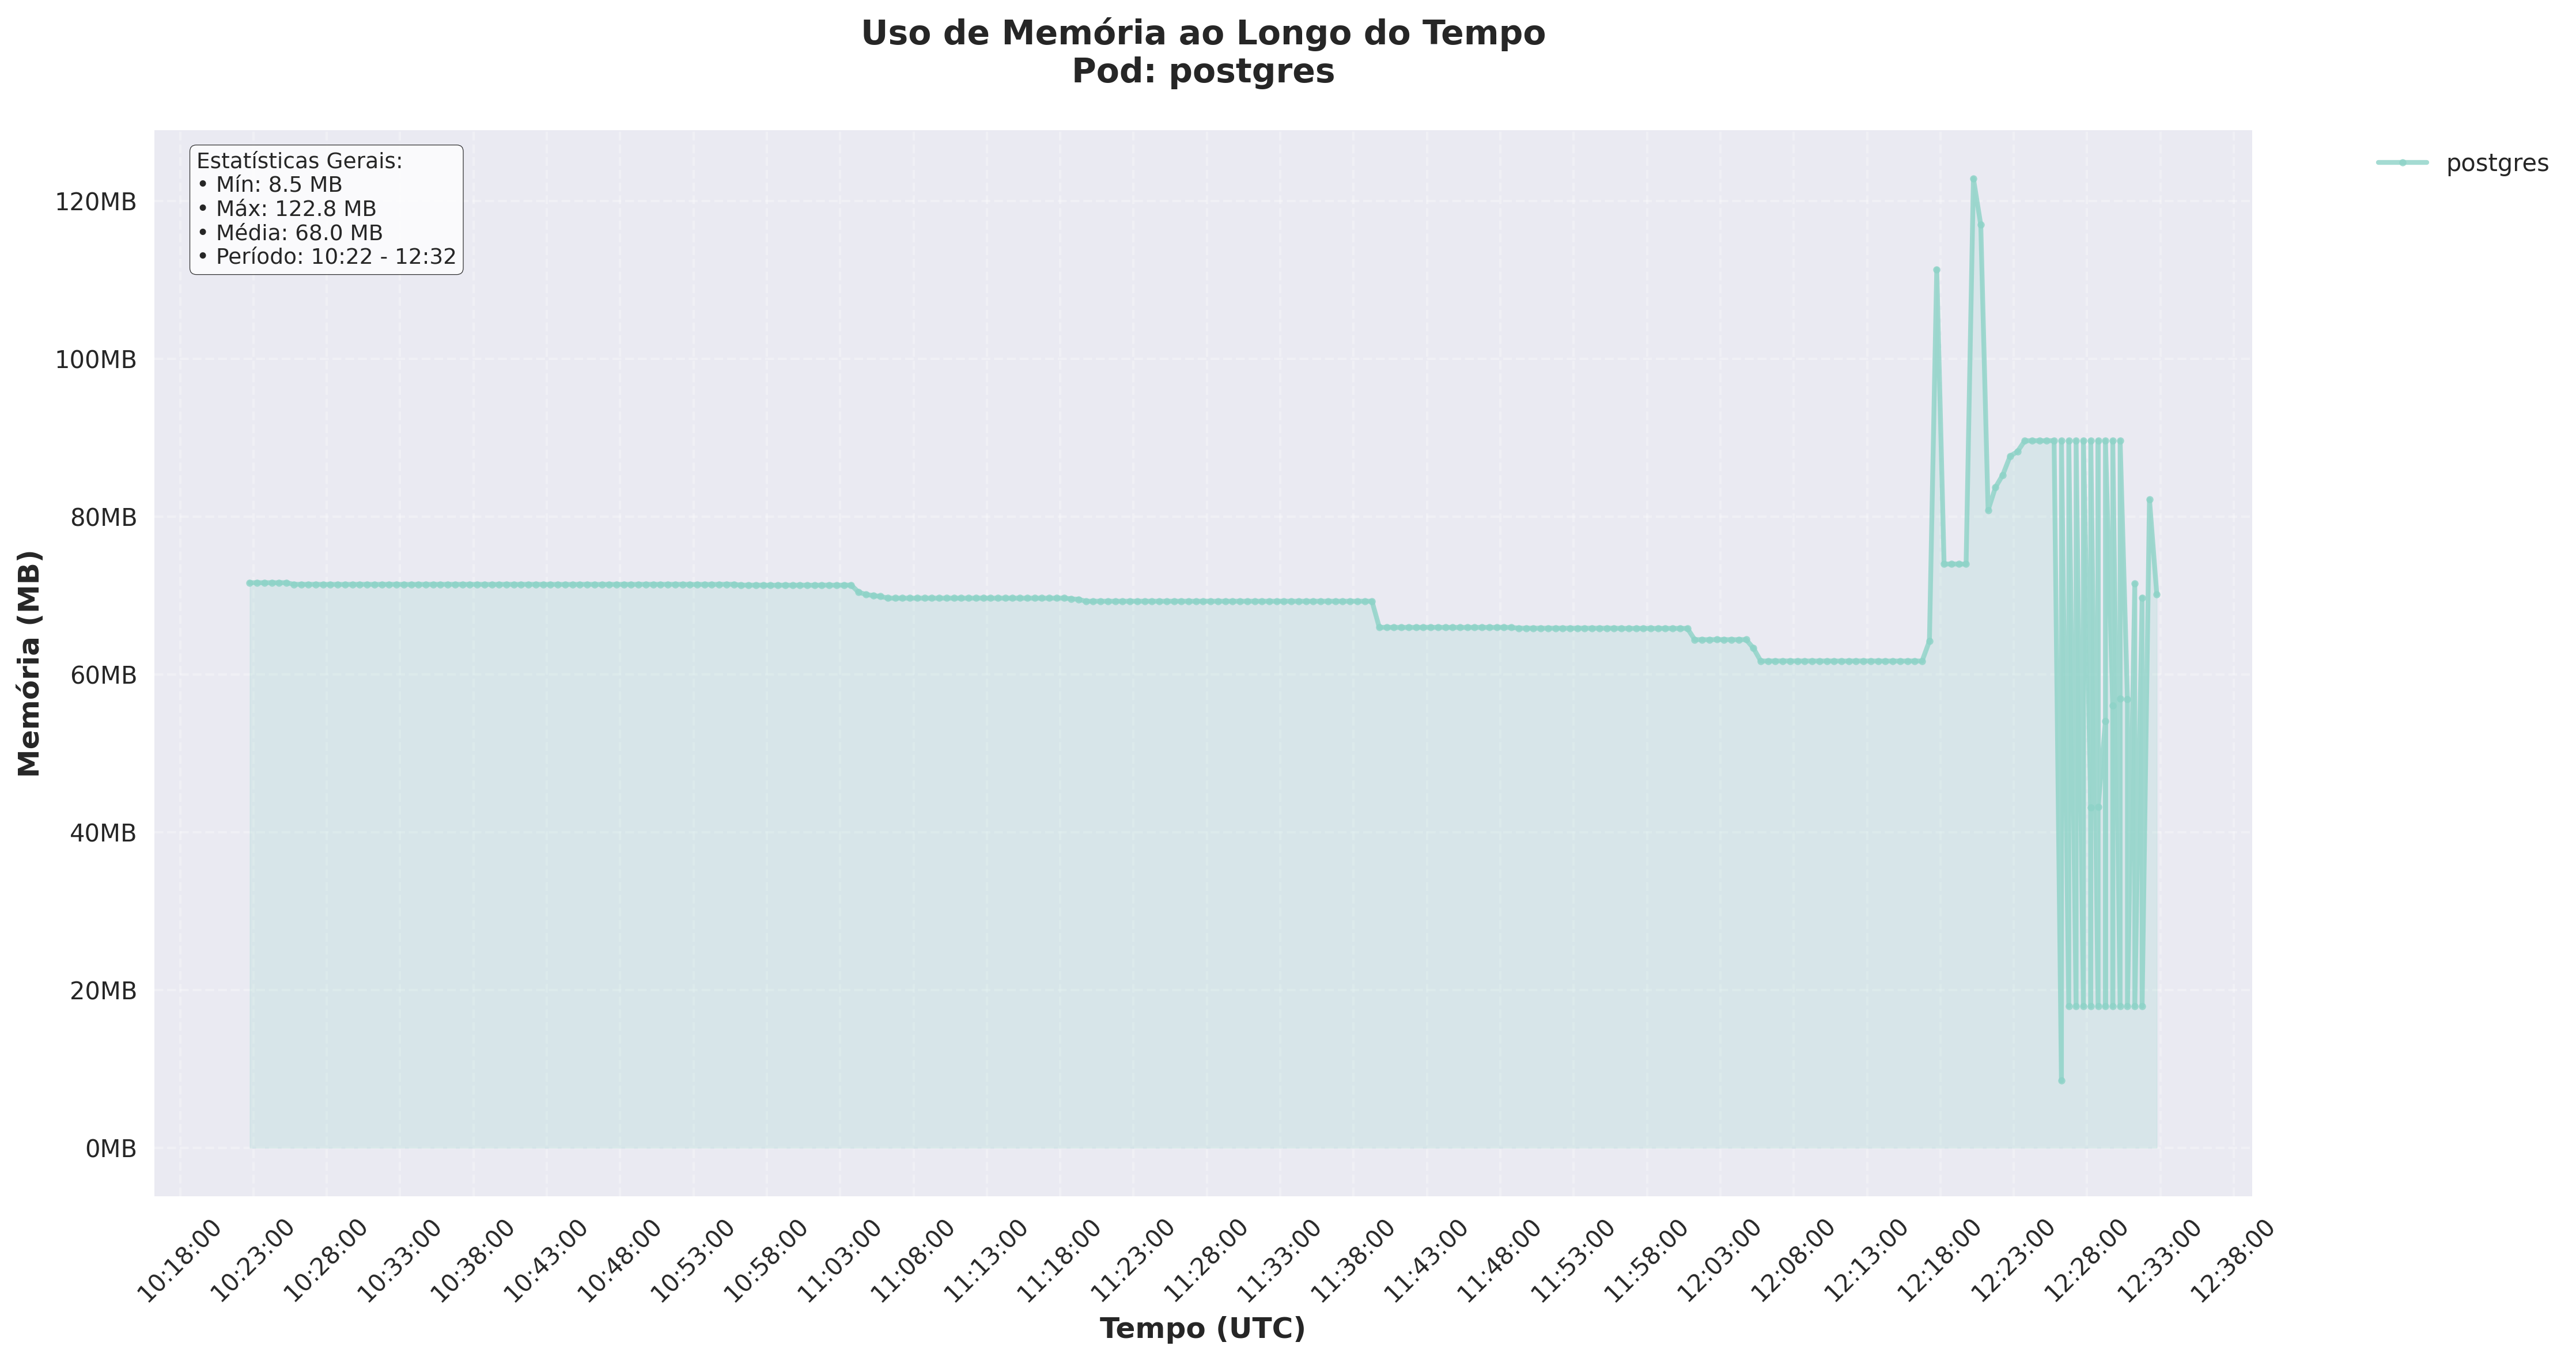 Uso de Memória ao Longo do Tempo
Pod: postgres
Estatísticas Gerais:
• Mín: 8.5 MB
• Máx: 122.8 MB
• Média: 68.0 MB
• Período: 10:22 - 12:32
postgres
120MB
100MB
80MB
60MB
40MB
20MB
0MB
Memória (MB)
10:18:00
10:23:00
10:28:00
10:33:00
10:38:00
10:43:00
10:48:00
10:53:00
10:58:00
11:03:00
11:08:00
11:13:00
11:18:00
11:23:00
11:28:00
11:33:00
11:38:00
11:43:00
11:48:00
11:53:00
11:58:00
12:03:00
12:08:00
12:13:00
12:18:00
12:23:00
12:28:00
12:33:00
12:38:00
Tempo (UTC)